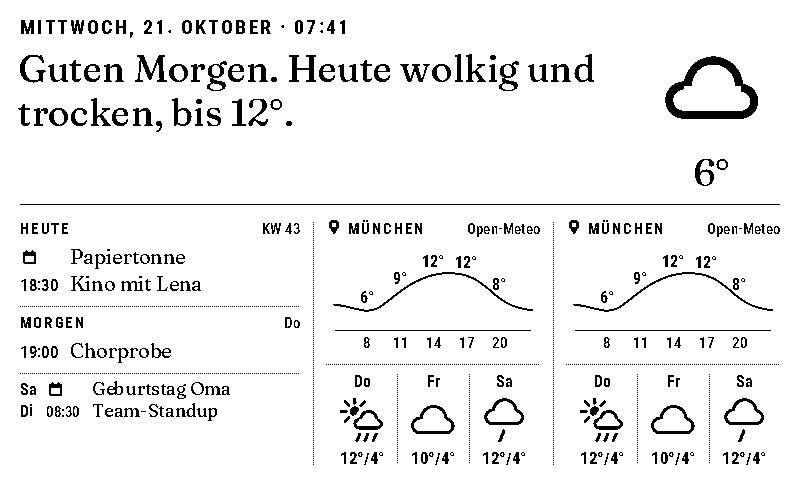 MITTWOCH, 21. OKTOBER · 07:41
Guten Morgen. Heute wolkig und
trocken, bis 12°.
6°
HEUTE KW 43
Papiertonne
18:30 Kino mit Lena
MORGEN Do
19:00 Chorprobe
Sa Geburtstag Oma
Di 08:30 Team-Standup
MÜNCHEN Open-Meteo
6° 9° 12° 12° 8°
8 11 14 17 20
Do Fr Sa
12°/4° 10°/4° 12°/4°
MÜNCHEN Open-Meteo
6° 9° 12° 12° 8°
8 11 14 17 20
Do Fr Sa
12°/4° 10°/4° 12°/4°